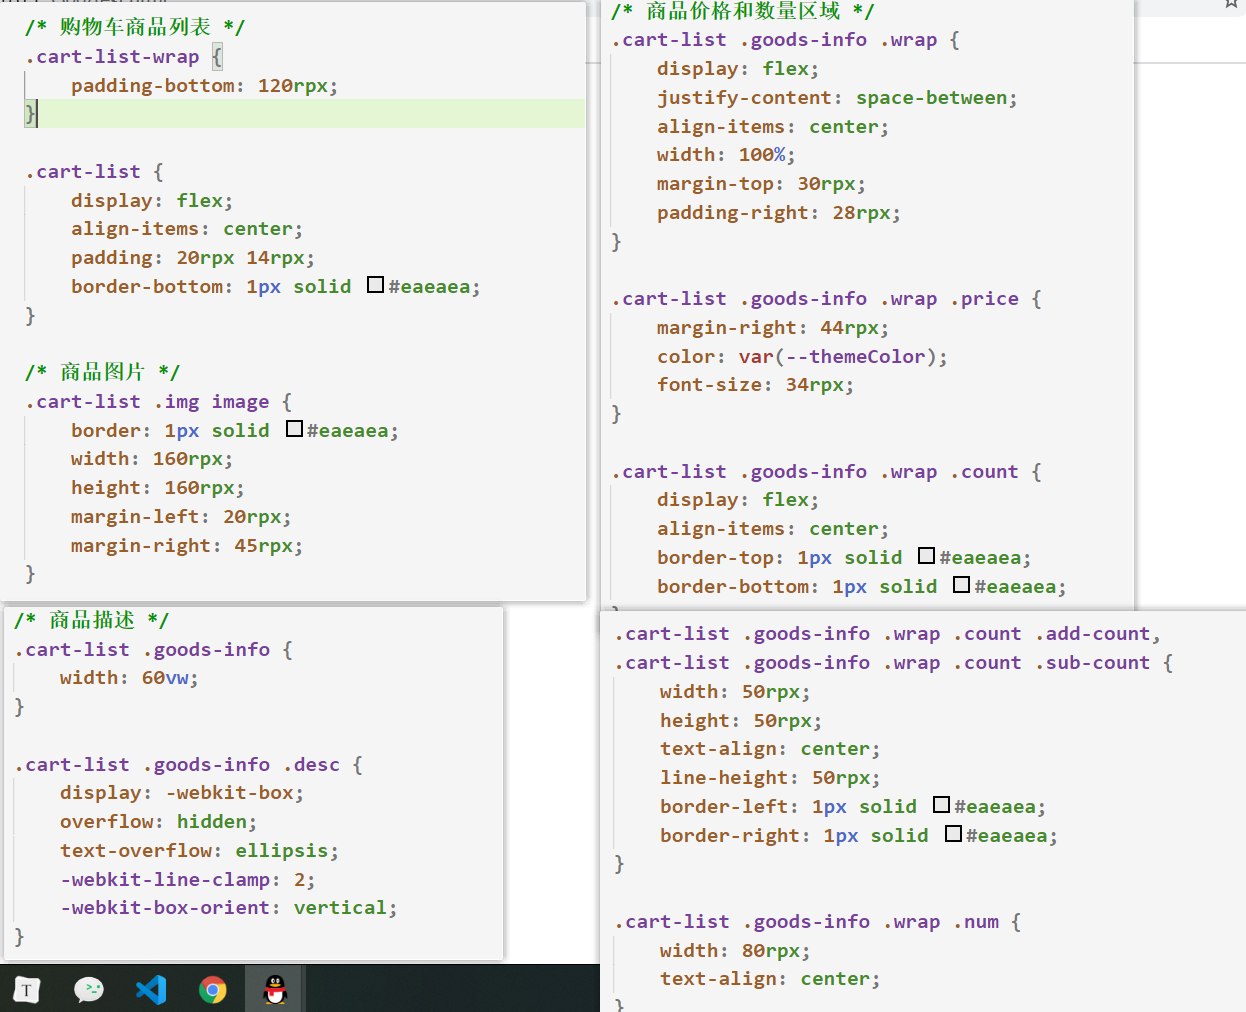 /* 购物车商品列表 */
.cart-list-wrap {
padding-bottom: 120rpx;
}
.cart-list {
display: flex;
align-items: center;
padding: 20rpx 14rpx;
border-bottom: 1px solid #eaeaea;
}
/* 商品图片 */
.cart-list .img image {
border: 1px solid #eaeaea;
width: 160rpx;
height: 160rpx;
margin-left: 20rpx;
margin-right: 45rpx;
}
/* 商品描述 */
.cart-list .goods-info {
width: 60vw;
}
.cart-list .goods-info .desc {
display: -webkit-box;
overflow: hidden;
text-overflow: ellipsis;
-webkit-line-clamp: 2;
-webkit-box-orient: vertical;
}
/* 商品价格和数量区域 */
.cart-list .goods-info .wrap {
display: flex;
justify-content: space-between;
align-items: center;
width: 100%;
margin-top: 30rpx;
padding-right: 28rpx;
}
.cart-list .goods-info .wrap .price {
margin-right: 44rpx;
color: var(--themeColor);
font-size: 34rpx;
}
.cart-list .goods-info .wrap .count {
display: flex;
align-items: center;
border-top: 1px solid #eaeaea;
border-bottom: 1px solid #eaeaea;
}
.cart-list .goods-info .wrap .count .add-count,
.cart-list .goods-info .wrap .count .sub-count {
width: 50rpx;
height: 50rpx;
text-align: center;
line-height: 50rpx;
border-left: 1px solid #eaeaea;
border-right: 1px solid #eaeaea;
}
.cart-list .goods-info .wrap .num {
width: 80rpx;
text-align: center;
}
T